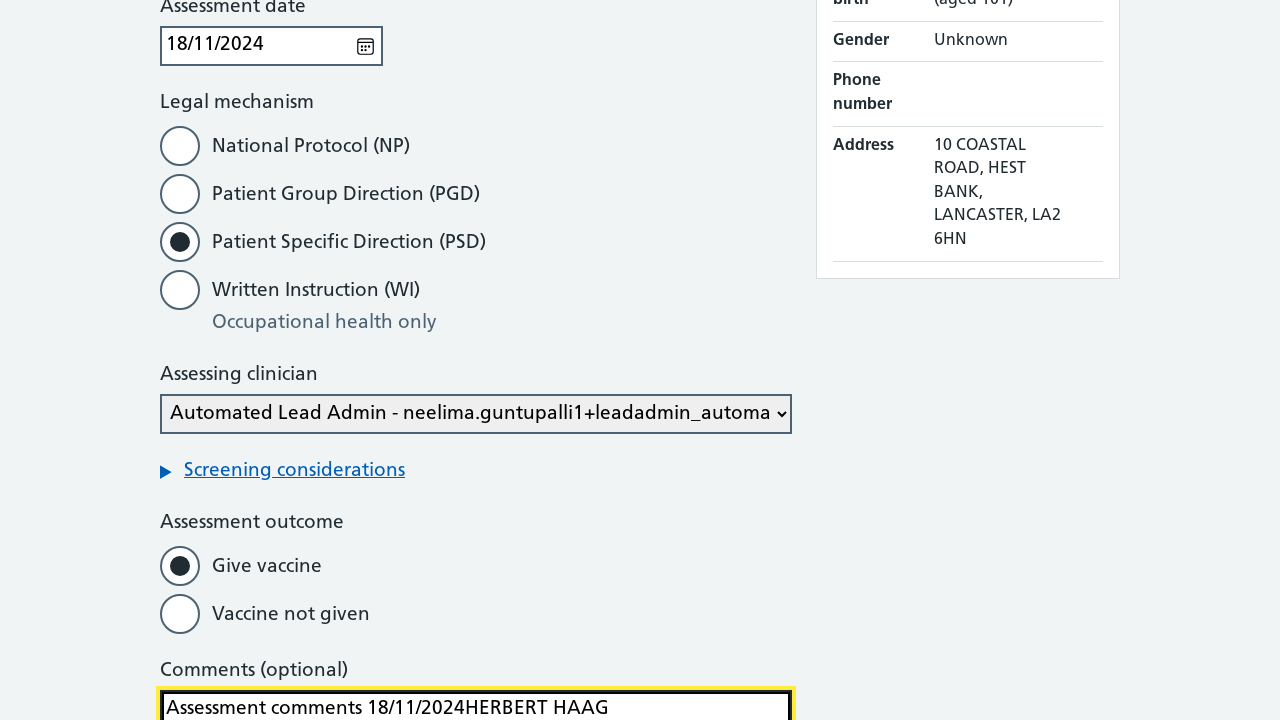 Assessment date
18/11/2024
Legal mechanism
National Protocol (NP)
Patient Group Direction (PGD)
Patient Specific Direction (PSD)
Written Instruction (WI)
Occupational health only
Assessing clinician
Automated Lead Admin - neelima.guntupalli1+leadadmin_automa
Screening considerations
Assessment outcome
Give vaccine
Vaccine not given
Comments (optional)
Assessment comments 18/11/2024HERBERT HAAG
birth (aged 101)
Gender Unknown
Phone
number
Address 10 COASTAL
ROAD, HEST
BANK,
LANCASTER, LA2
6HN